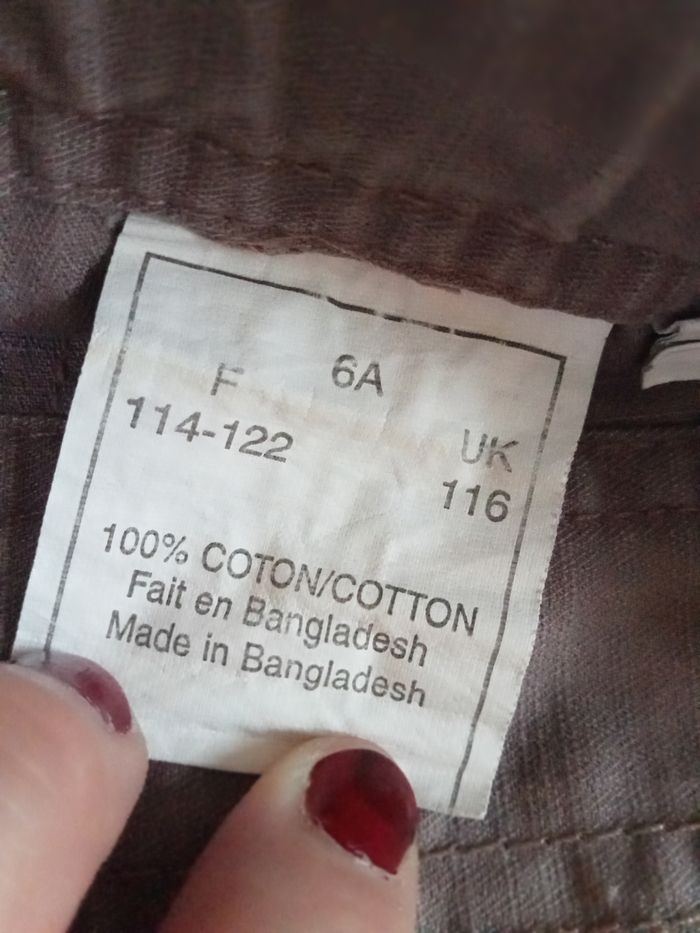 6A
F
114-122
UK
116
100% COTON/COTTON
Fait en Bangladesh
Made in Bangladesh